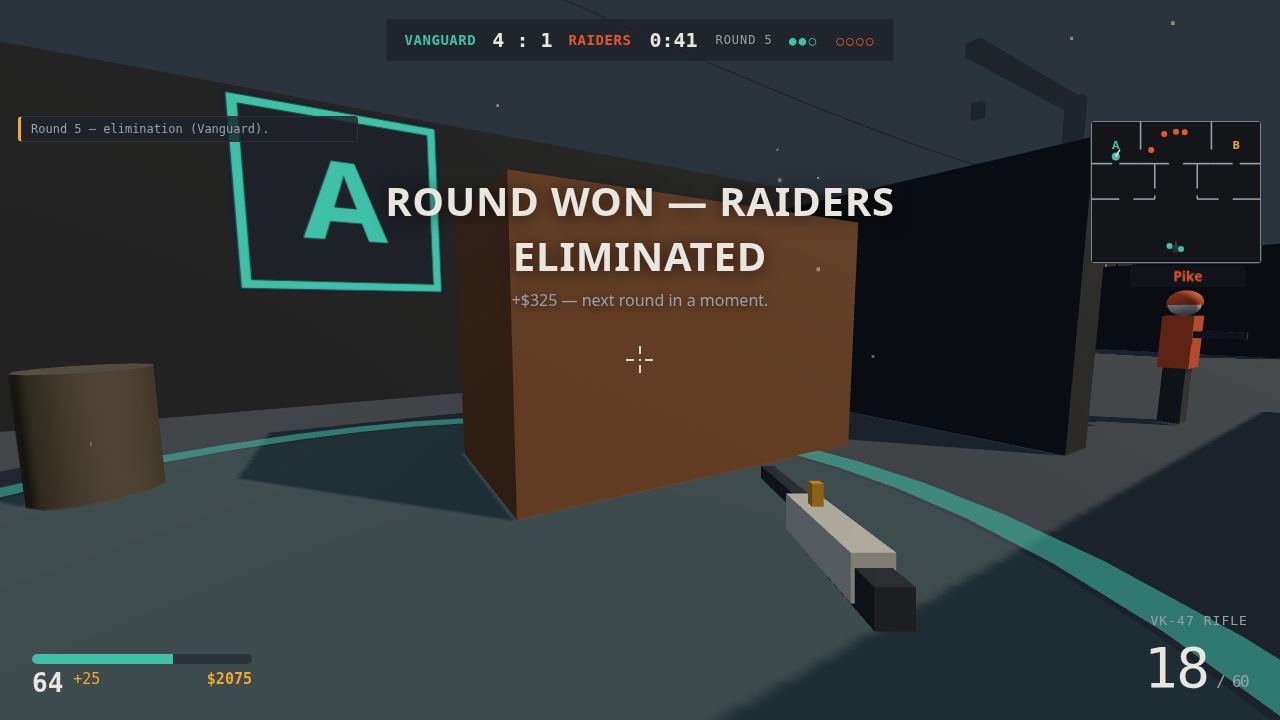 VANGUARD 4 : 1 RAIDERS 0:41 ROUND 5
Round 5 — elimination (Vanguard).
A
A B
ROUND WON — RAIDERS
ELIMINATED
+$325 — next round in a moment.
Pike
VK-47 RIFLE
64 +25 $2075
18 / 60